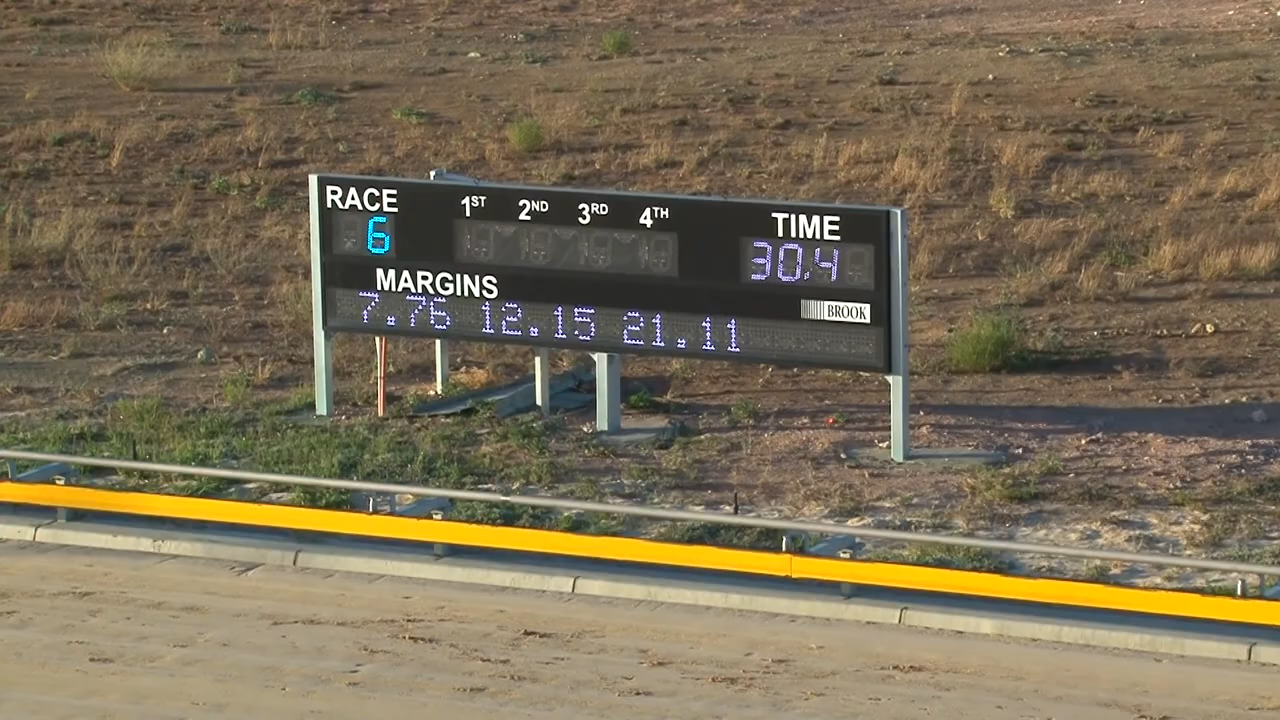 RACE 1ST 2ND 3RD 4TH TIME
6 30.4
MARGINS
BROOK
7.76 12.15 21.11